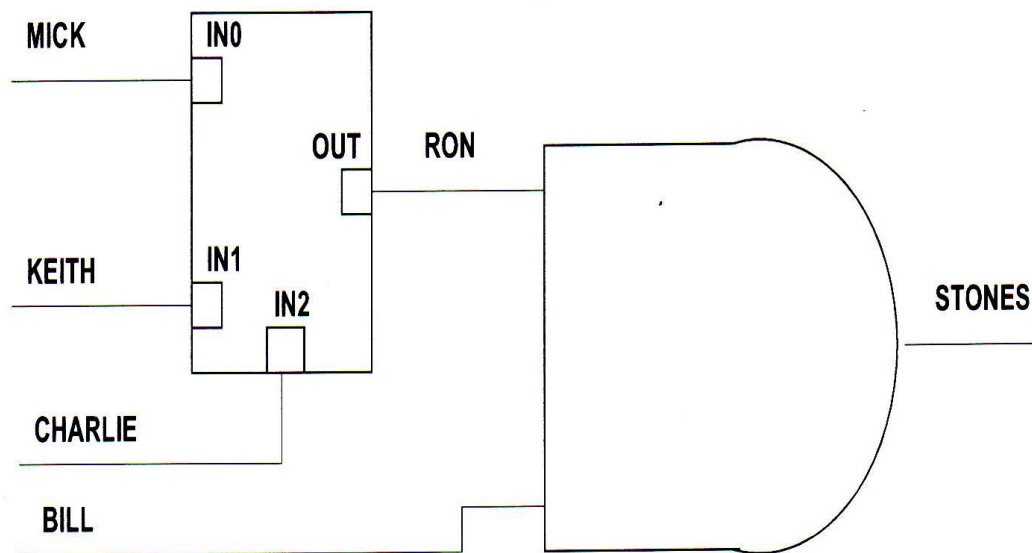 MICK
IN0
OUT
RON
KEITH
IN1
IN2
STONES
CHARLIE
BILL